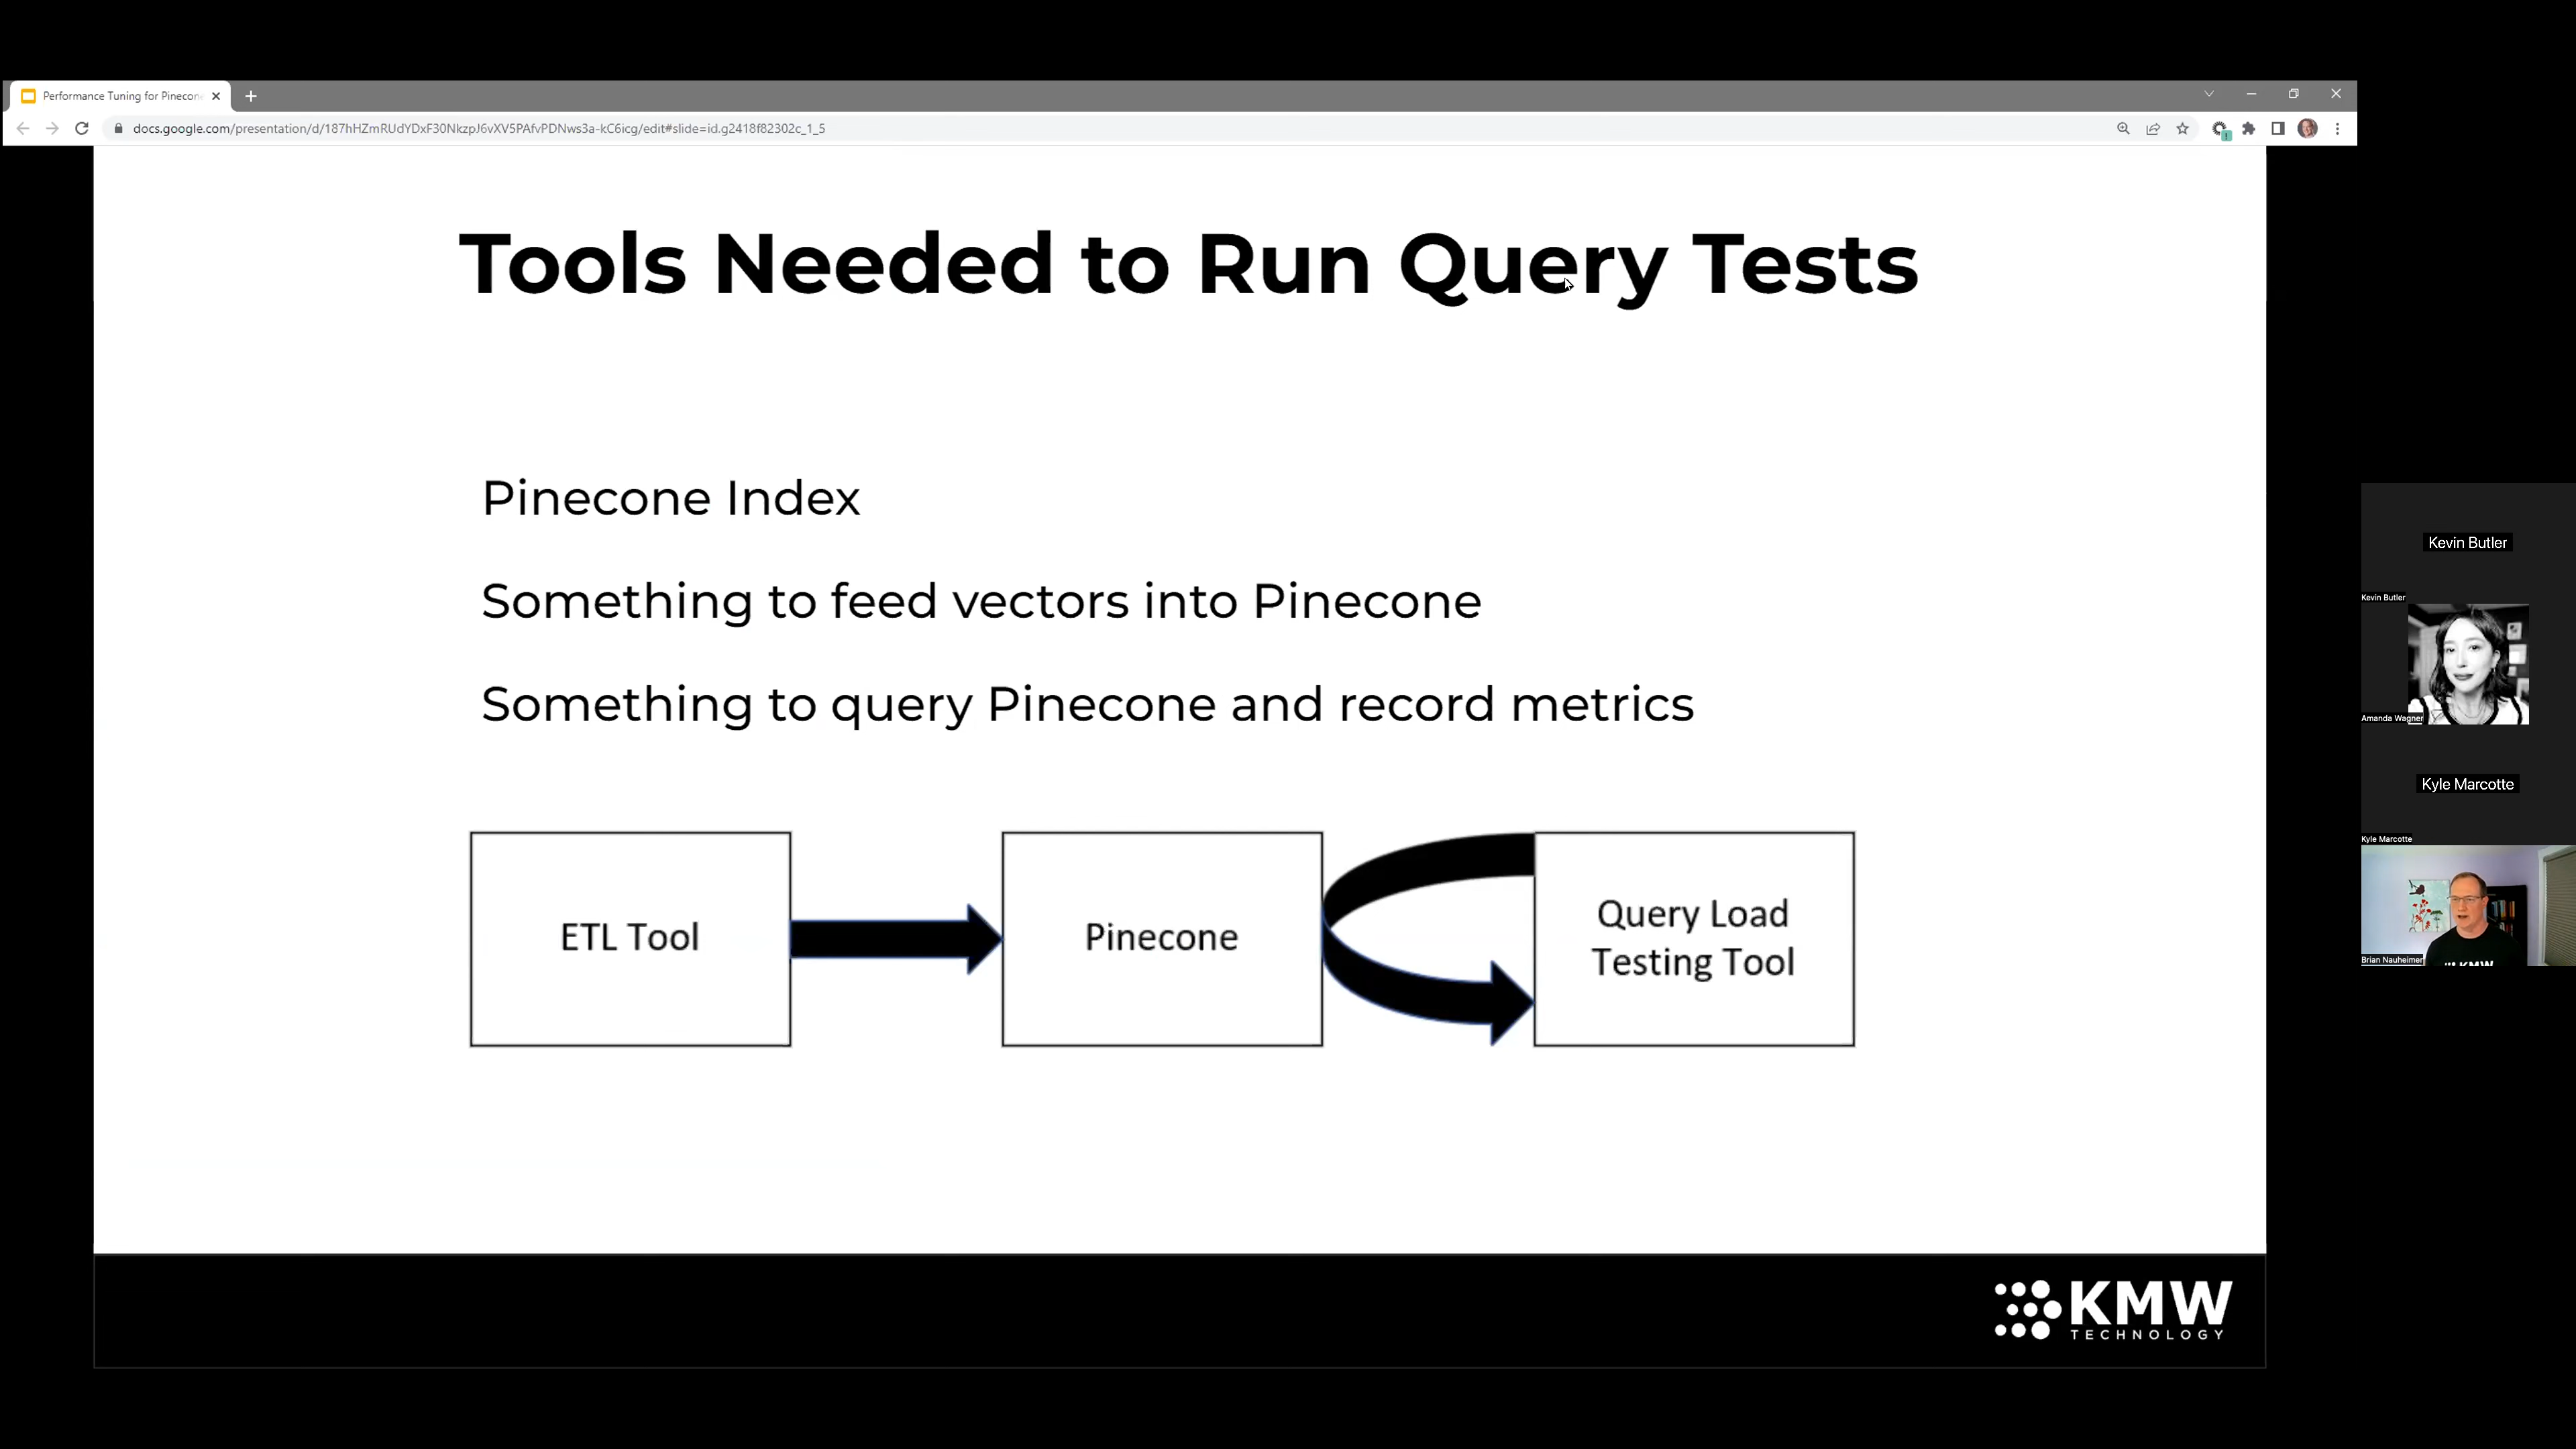 Performance Tuning for Pinecon
docs.google.com/presentation/d/187hHZmRUdYDxF30NkzpJ6vXV5PAfvPDNws3a-kC6icg/edit#slide=id.g2418f82302c_1_5
Tools Needed to Run Query Tests
Pinecone Index
Something to feed vectors into Pinecone
Something to query Pinecone and record metrics
ETL Tool
Pinecone
Query Load
Testing Tool
KMW
TECHNOLOGY
Kevin Butler
Kevin Butler
Amanda Wagner
Kyle Marcotte
Kyle Marcotte
Brian Nauheimer
KMW